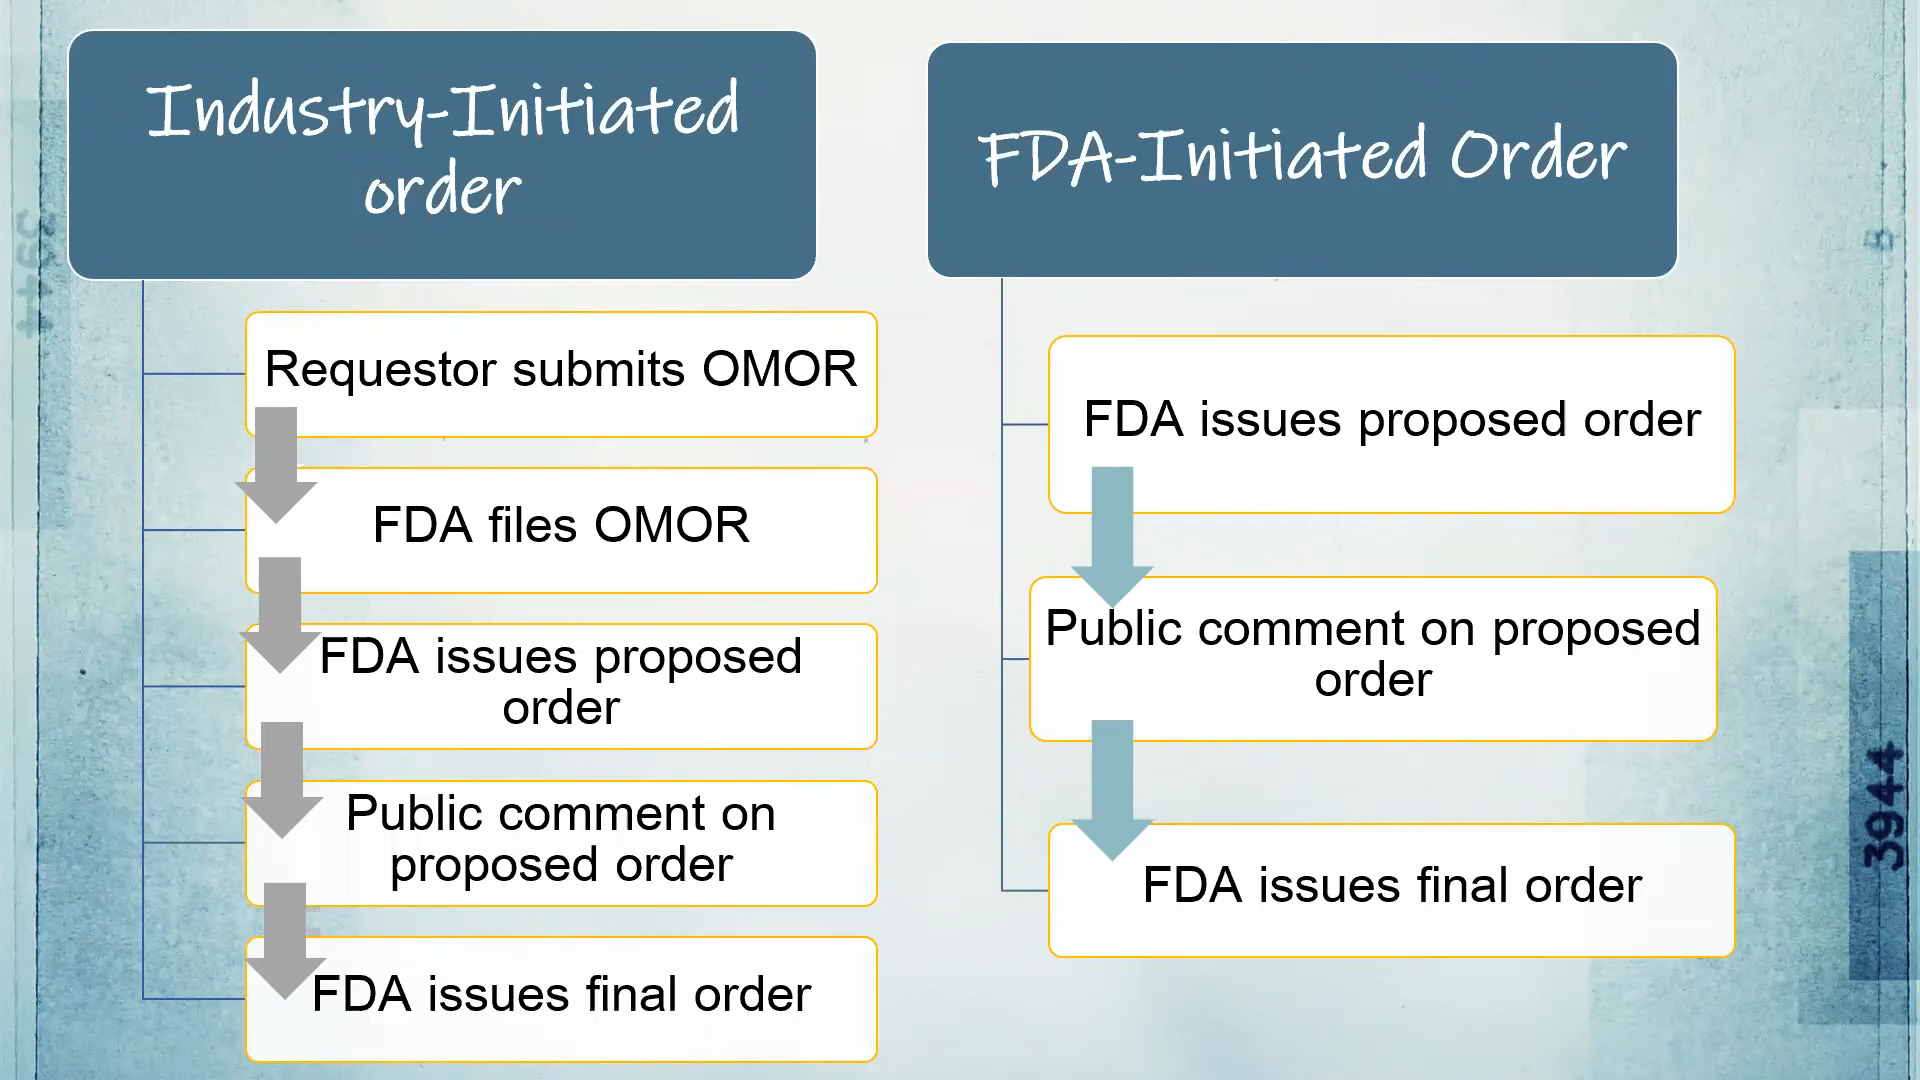 Industry-Initiated
order
Requestor submits OMOR
FDA files OMOR
FDA issues proposed
order
Public comment on
proposed order
FDA issues final order
FDA-Initiated Order
FDA issues proposed order
Public comment on proposed
order
FDA issues final order
3944